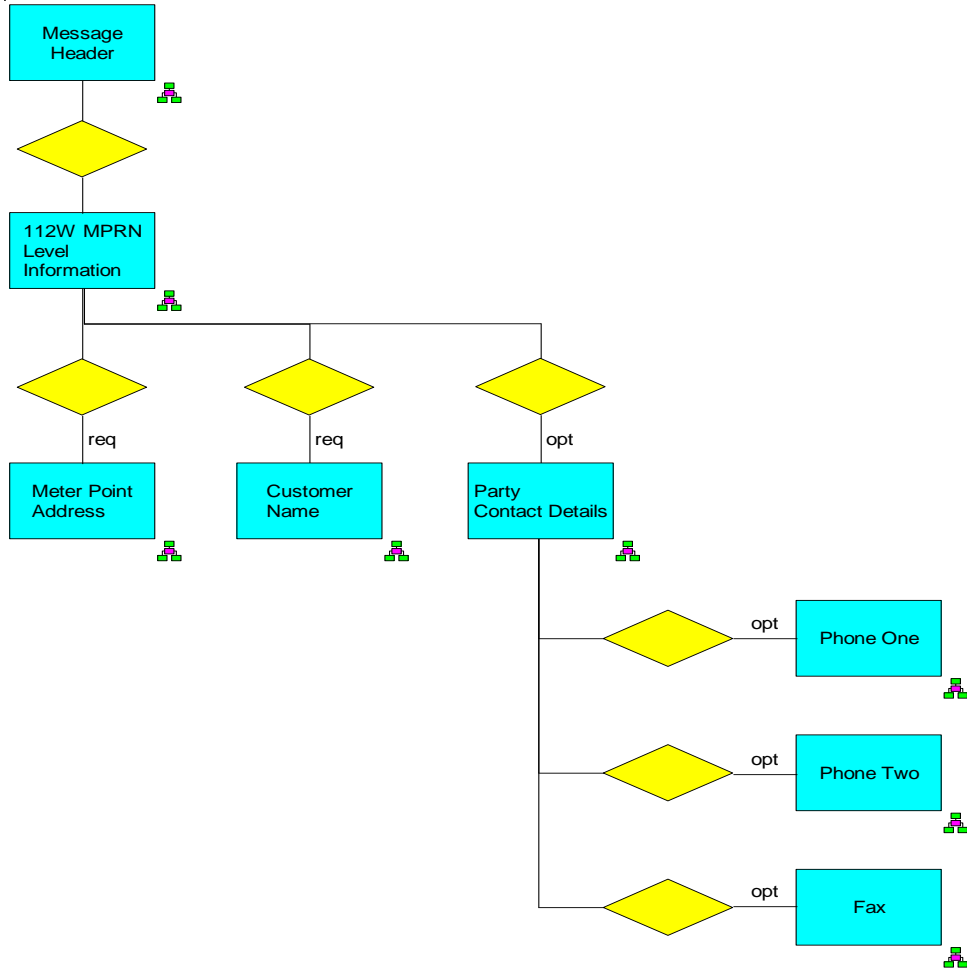 Message
Header
112W MPRN
Level
Information
req
req
opt
Meter Point
Address
Customer
Name
Party
Contact Details
opt
Phone One
opt
Phone Two
opt
Fax